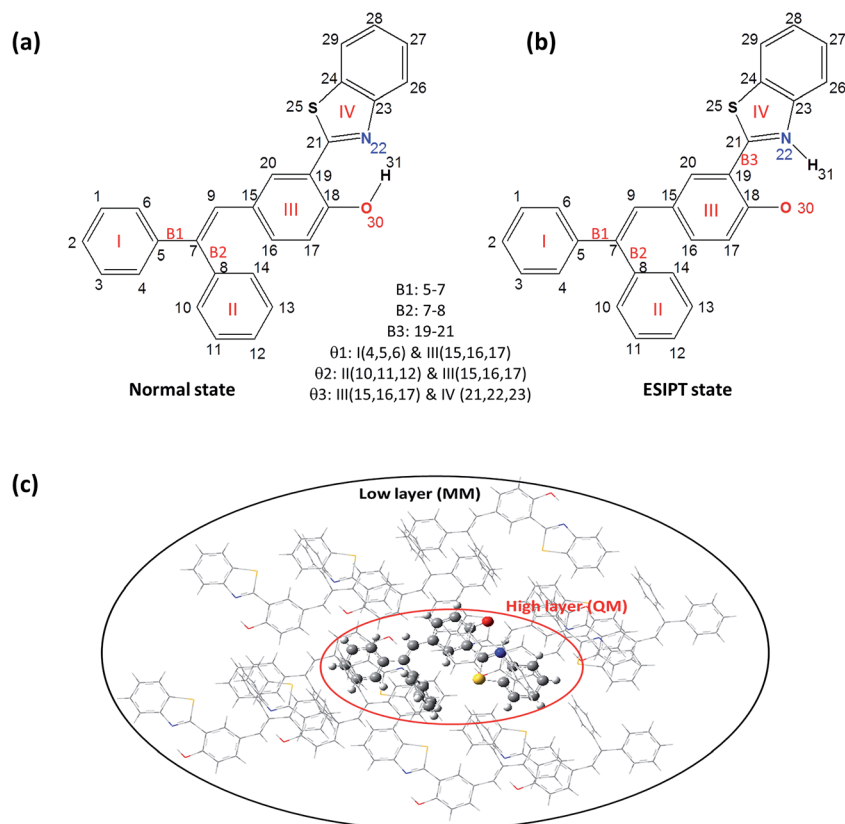 (a)
(b)
28
29
27
24
26
25
S
IV
23
21
N
22
31
H
20
19
18
O
30
1
6
9
15
III
2
I
B1
7
5
B2
16
17
3
4
8
14
10
II
13
11
12
28
29
27
24
26
25
S
IV
23
21
N
22
H
31
B3
20
19
18
O
30
1
6
9
15
III
2
I
B1
7
5
B2
16
17
3
4
8
14
10
II
13
11
12
B1: 5-7
B2: 7-8
B3: 19-21
θ1: I(4,5,6) & III(15,16,17)
θ2: II(10,11,12) & III(15,16,17)
θ3: III(15,16,17) & IV (21,22,23)
Normal state
ESIPT state
(c)
Low layer (MM)
High layer (QM)